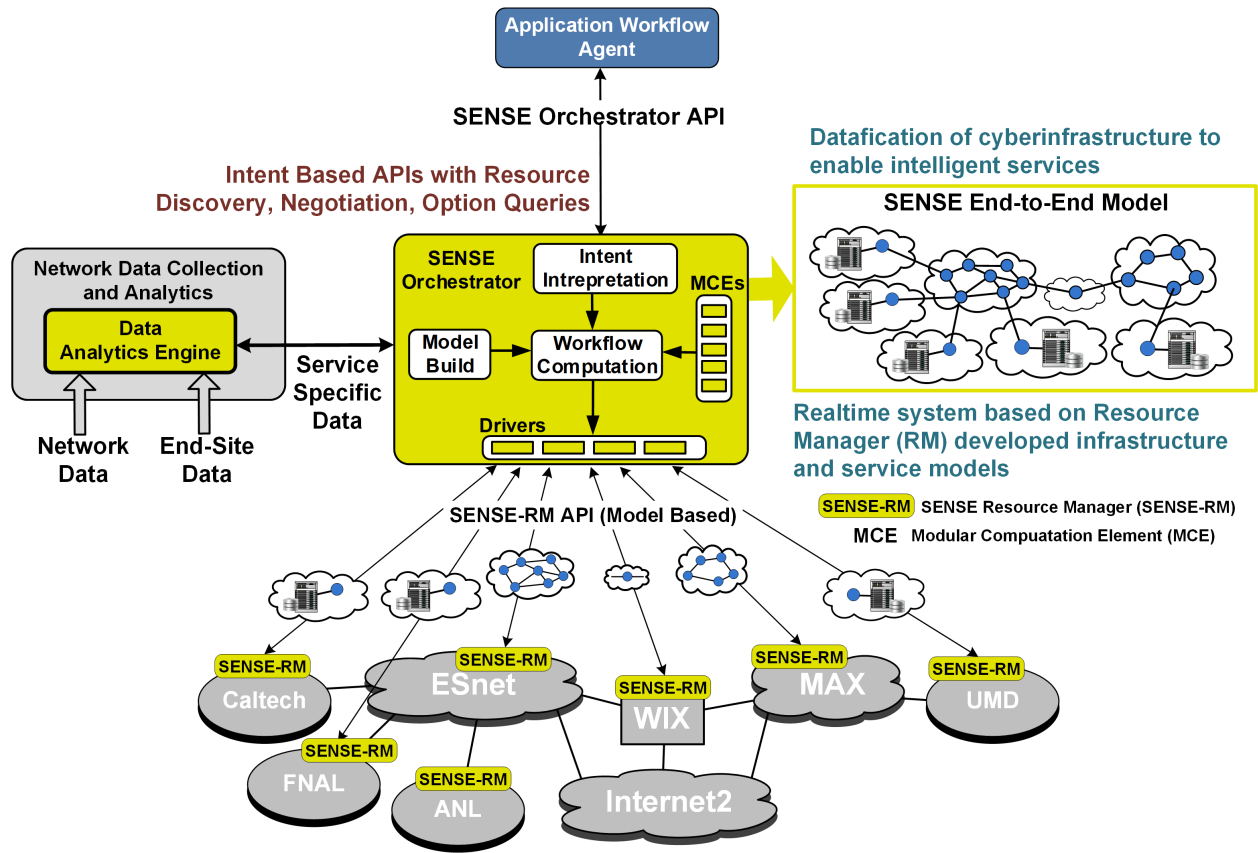 Application Workflow
Agent
SENSE Orchestrator API
Intent Based APIs with Resource
Discovery, Negotiation, Option Queries
Datafication of cyberinfrastructure to
enable intelligent services
SENSE End-to-End Model
Network Data Collection
and Analytics
Data
Analytics Engine
Network
Data
End-Site
Data
Service
Specific
Data
SENSE
Orchestrator
Intent
Intrepretation
MCEs
Model
Build
Workflow
Computation
Drivers
Realtime system based on Resource
Manager (RM) developed infrastructure
and service models
SENSE-RM SENSE Resource Manager (SENSE-RM)
MCE Modular Compuatation Element (MCE)
SENSE-RM API (Model Based)
SENSE-RM
Caltech
SENSE-RM
ESnet
SENSE-RM
WIX
SENSE-RM
MAX
SENSE-RM
UMD
SENSE-RM
FNAL
SENSE-RM
ANL
Internet2